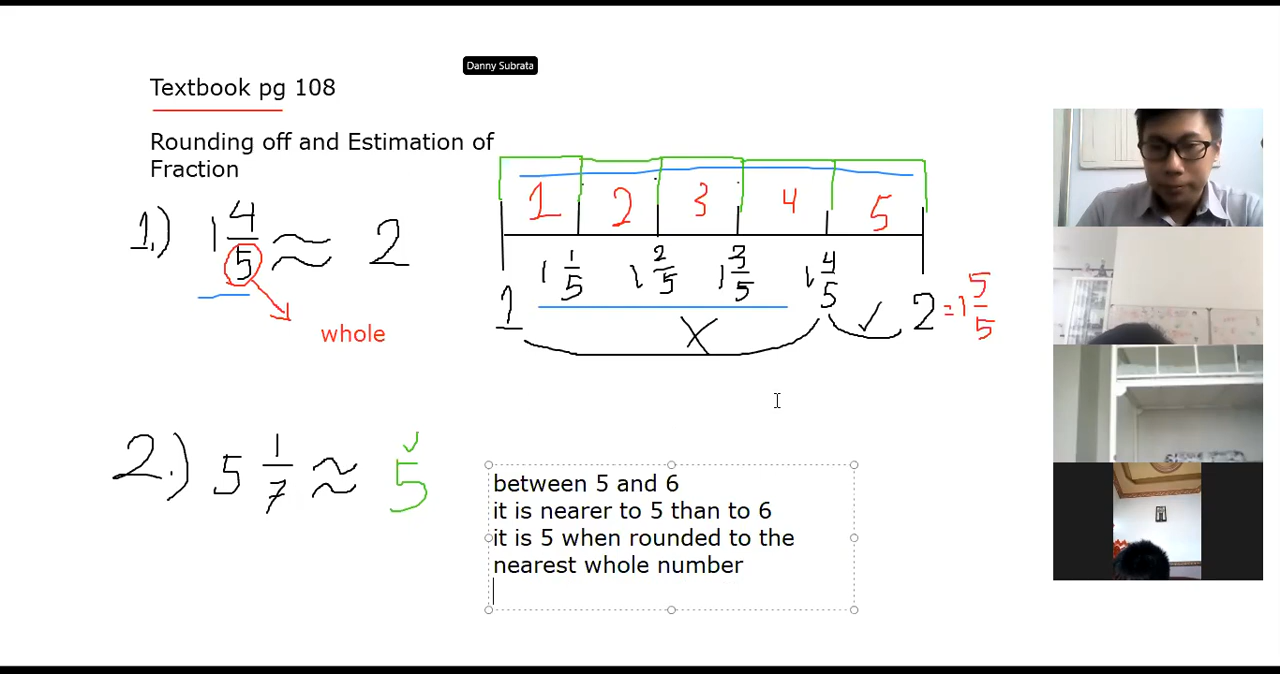 Danny Subrata
Textbook pg 108
Rounding off and Estimation of
Fraction
1.) 1 4/5 ≈ 2
whole
1 2 3 4 5
1 1 1/5 1 2/5 1 3/5 1 4/5 2 = 1 5/5
X ✓
2.) 5 1/7 ≈ 5 ✓
between 5 and 6
it is nearer to 5 than to 6
it is 5 when rounded to the
nearest whole number